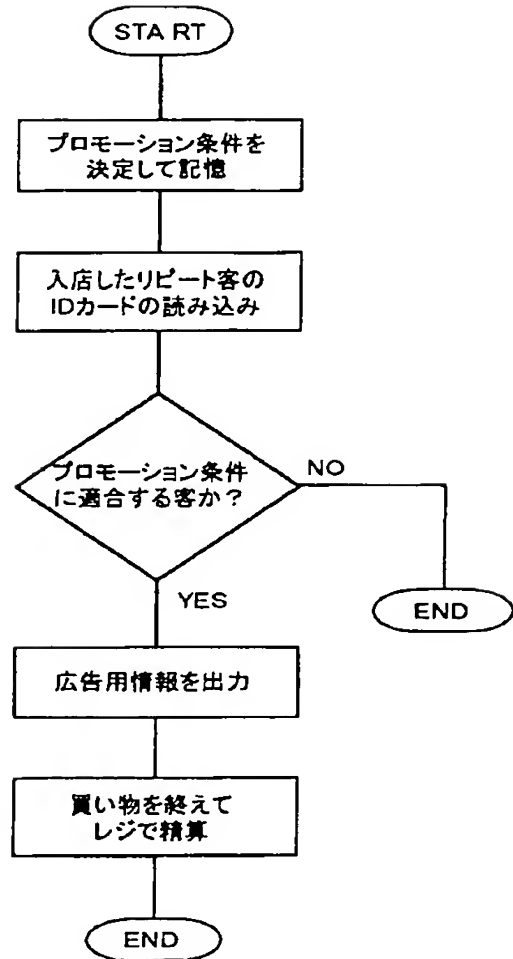 START
プロモーション条件を
決定して記憶
入店したリピート客の
IDカードの読み込み
プロモーション条件
に適合する客か?
NO
YES
END
広告用情報を出力
買い物を終えて
レジで精算
END